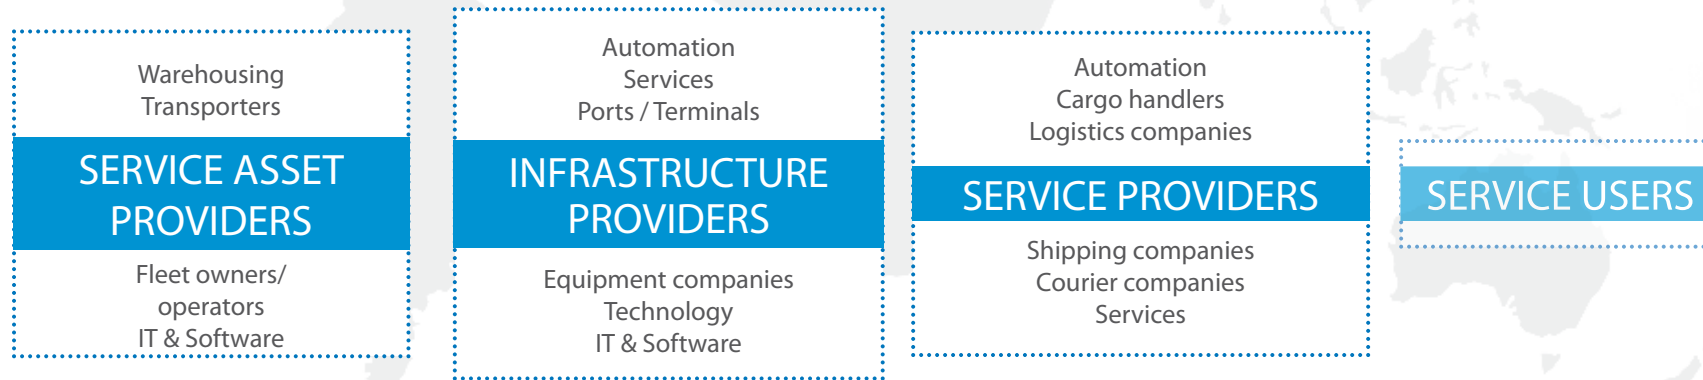 Warehousing
Transporters
SERVICE ASSET
PROVIDERS
Fleet owners/
operators
IT & Software
Automation
Services
Ports / Terminals
INFRASTRUCTURE
PROVIDERS
Equipment companies
Technology
IT & Software
Automation
Cargo handlers
Logistics companies
SERVICE PROVIDERS
Shipping companies
Courier companies
Services
SERVICE USERS